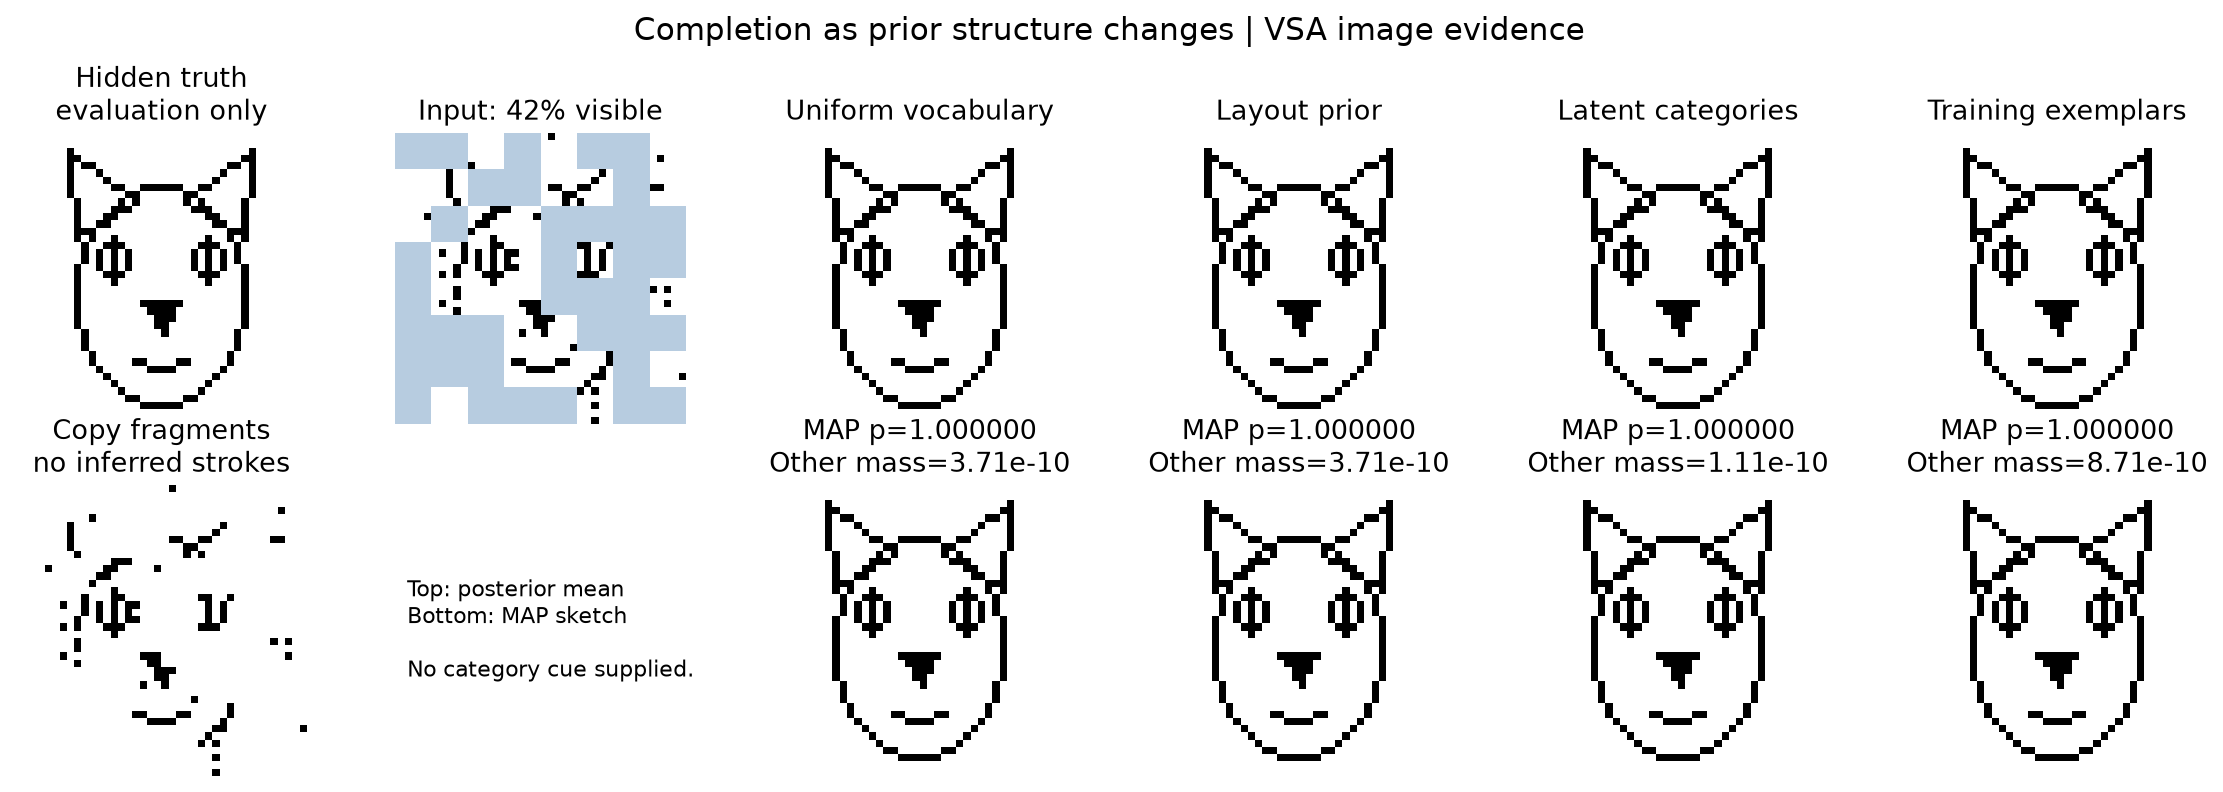 Completion as prior structure changes | VSA image evidence
Hidden truth
evaluation only
Input: 42% visible
Uniform vocabulary
Layout prior
Latent categories
Training exemplars
Copy fragments
no inferred strokes
MAP p=1.000000
Other mass=3.71e-10
MAP p=1.000000
Other mass=3.71e-10
MAP p=1.000000
Other mass=1.11e-10
MAP p=1.000000
Other mass=8.71e-10
Top: posterior mean
Bottom: MAP sketch
No category cue supplied.